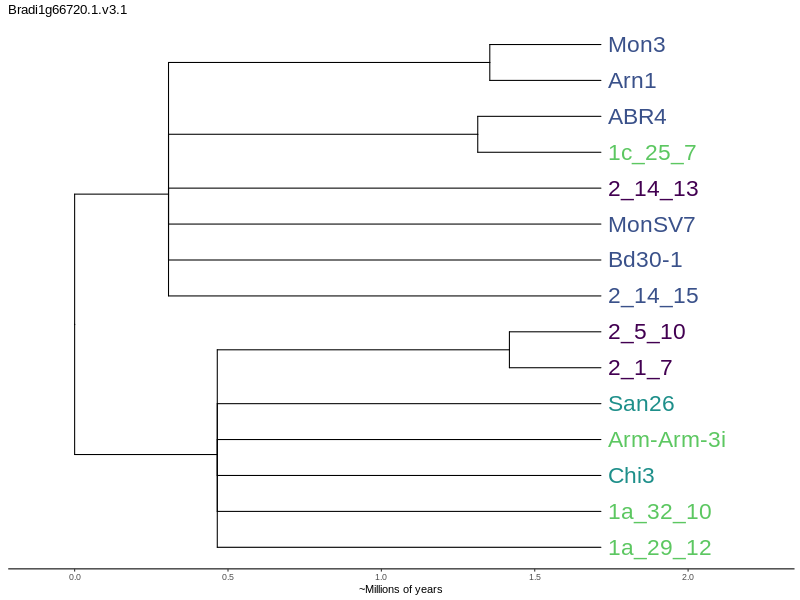 Bradi1g66720.1.v3.1
Mon3
Arn1
ABR4
1c_25_7
2_14_13
MonSV7
Bd30-1
2_14_15
2_5_10
2_1_7
San26
Arm-Arm-3i
Chi3
1a_32_10
1a_29_12
0.0 0.5 1.0 1.5 2.0
~Millions of years